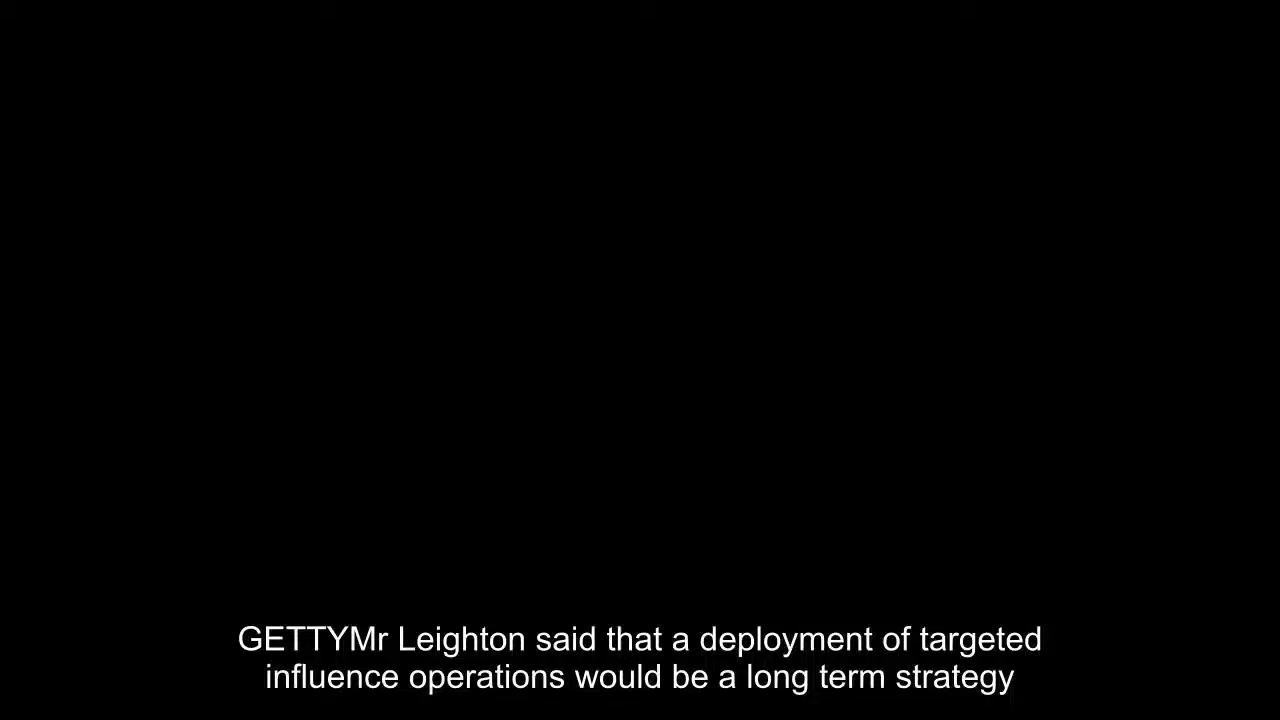 GETTYMr Leighton said that a deployment of targeted
influence operations would be a long term strategy